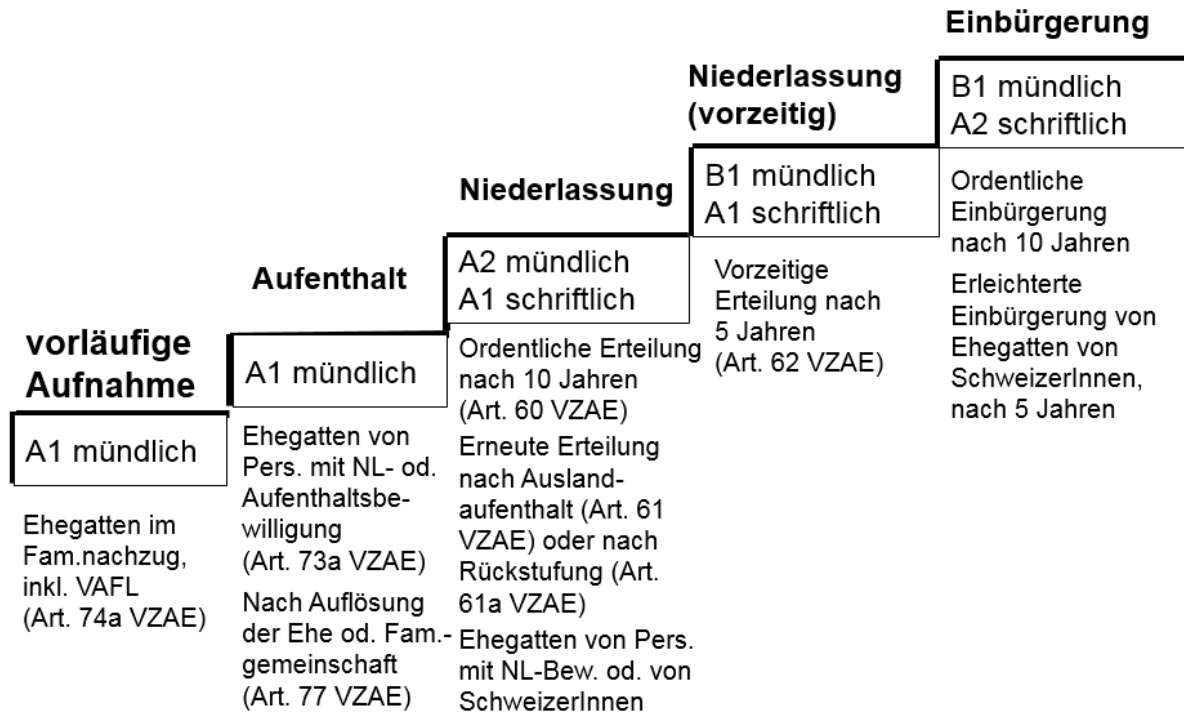 vorläufige
Aufnahme
A1 mündlich
Ehegatten im
Fam.nachzug,
inkl. VAFL
(Art. 74a VZAE)
Aufenthalt
A1 mündlich
Ehegatten von
Pers. mit NL- od.
Aufenthaltsbe-
willigung
(Art. 73a VZAE)
Nach Auflösung
der Ehe od. Fam.-
gemeinschaft
(Art. 77 VZAE)
Niederlassung
A2 mündlich
A1 schriftlich
Ordentliche Erteilung
nach 10 Jahren
(Art. 60 VZAE)
Erneute Erteilung
nach Ausland-
aufenthalt (Art. 61
VZAE) oder nach
Rückstufung (Art.
61a VZAE)
Ehegatten von Pers.
mit NL-Bew. od. von
SchweizerInnen
Niederlassung
(vorzeitig)
B1 mündlich
A1 schriftlich
Vorzeitige
Erteilung nach
5 Jahren
(Art. 62 VZAE)
Einbürgerung
B1 mündlich
A2 schriftlich
Ordentliche
Einbürgerung
nach 10 Jahren
Erleichterte
Einbürgerung von
Ehegatten von
SchweizerInnen,
nach 5 Jahren